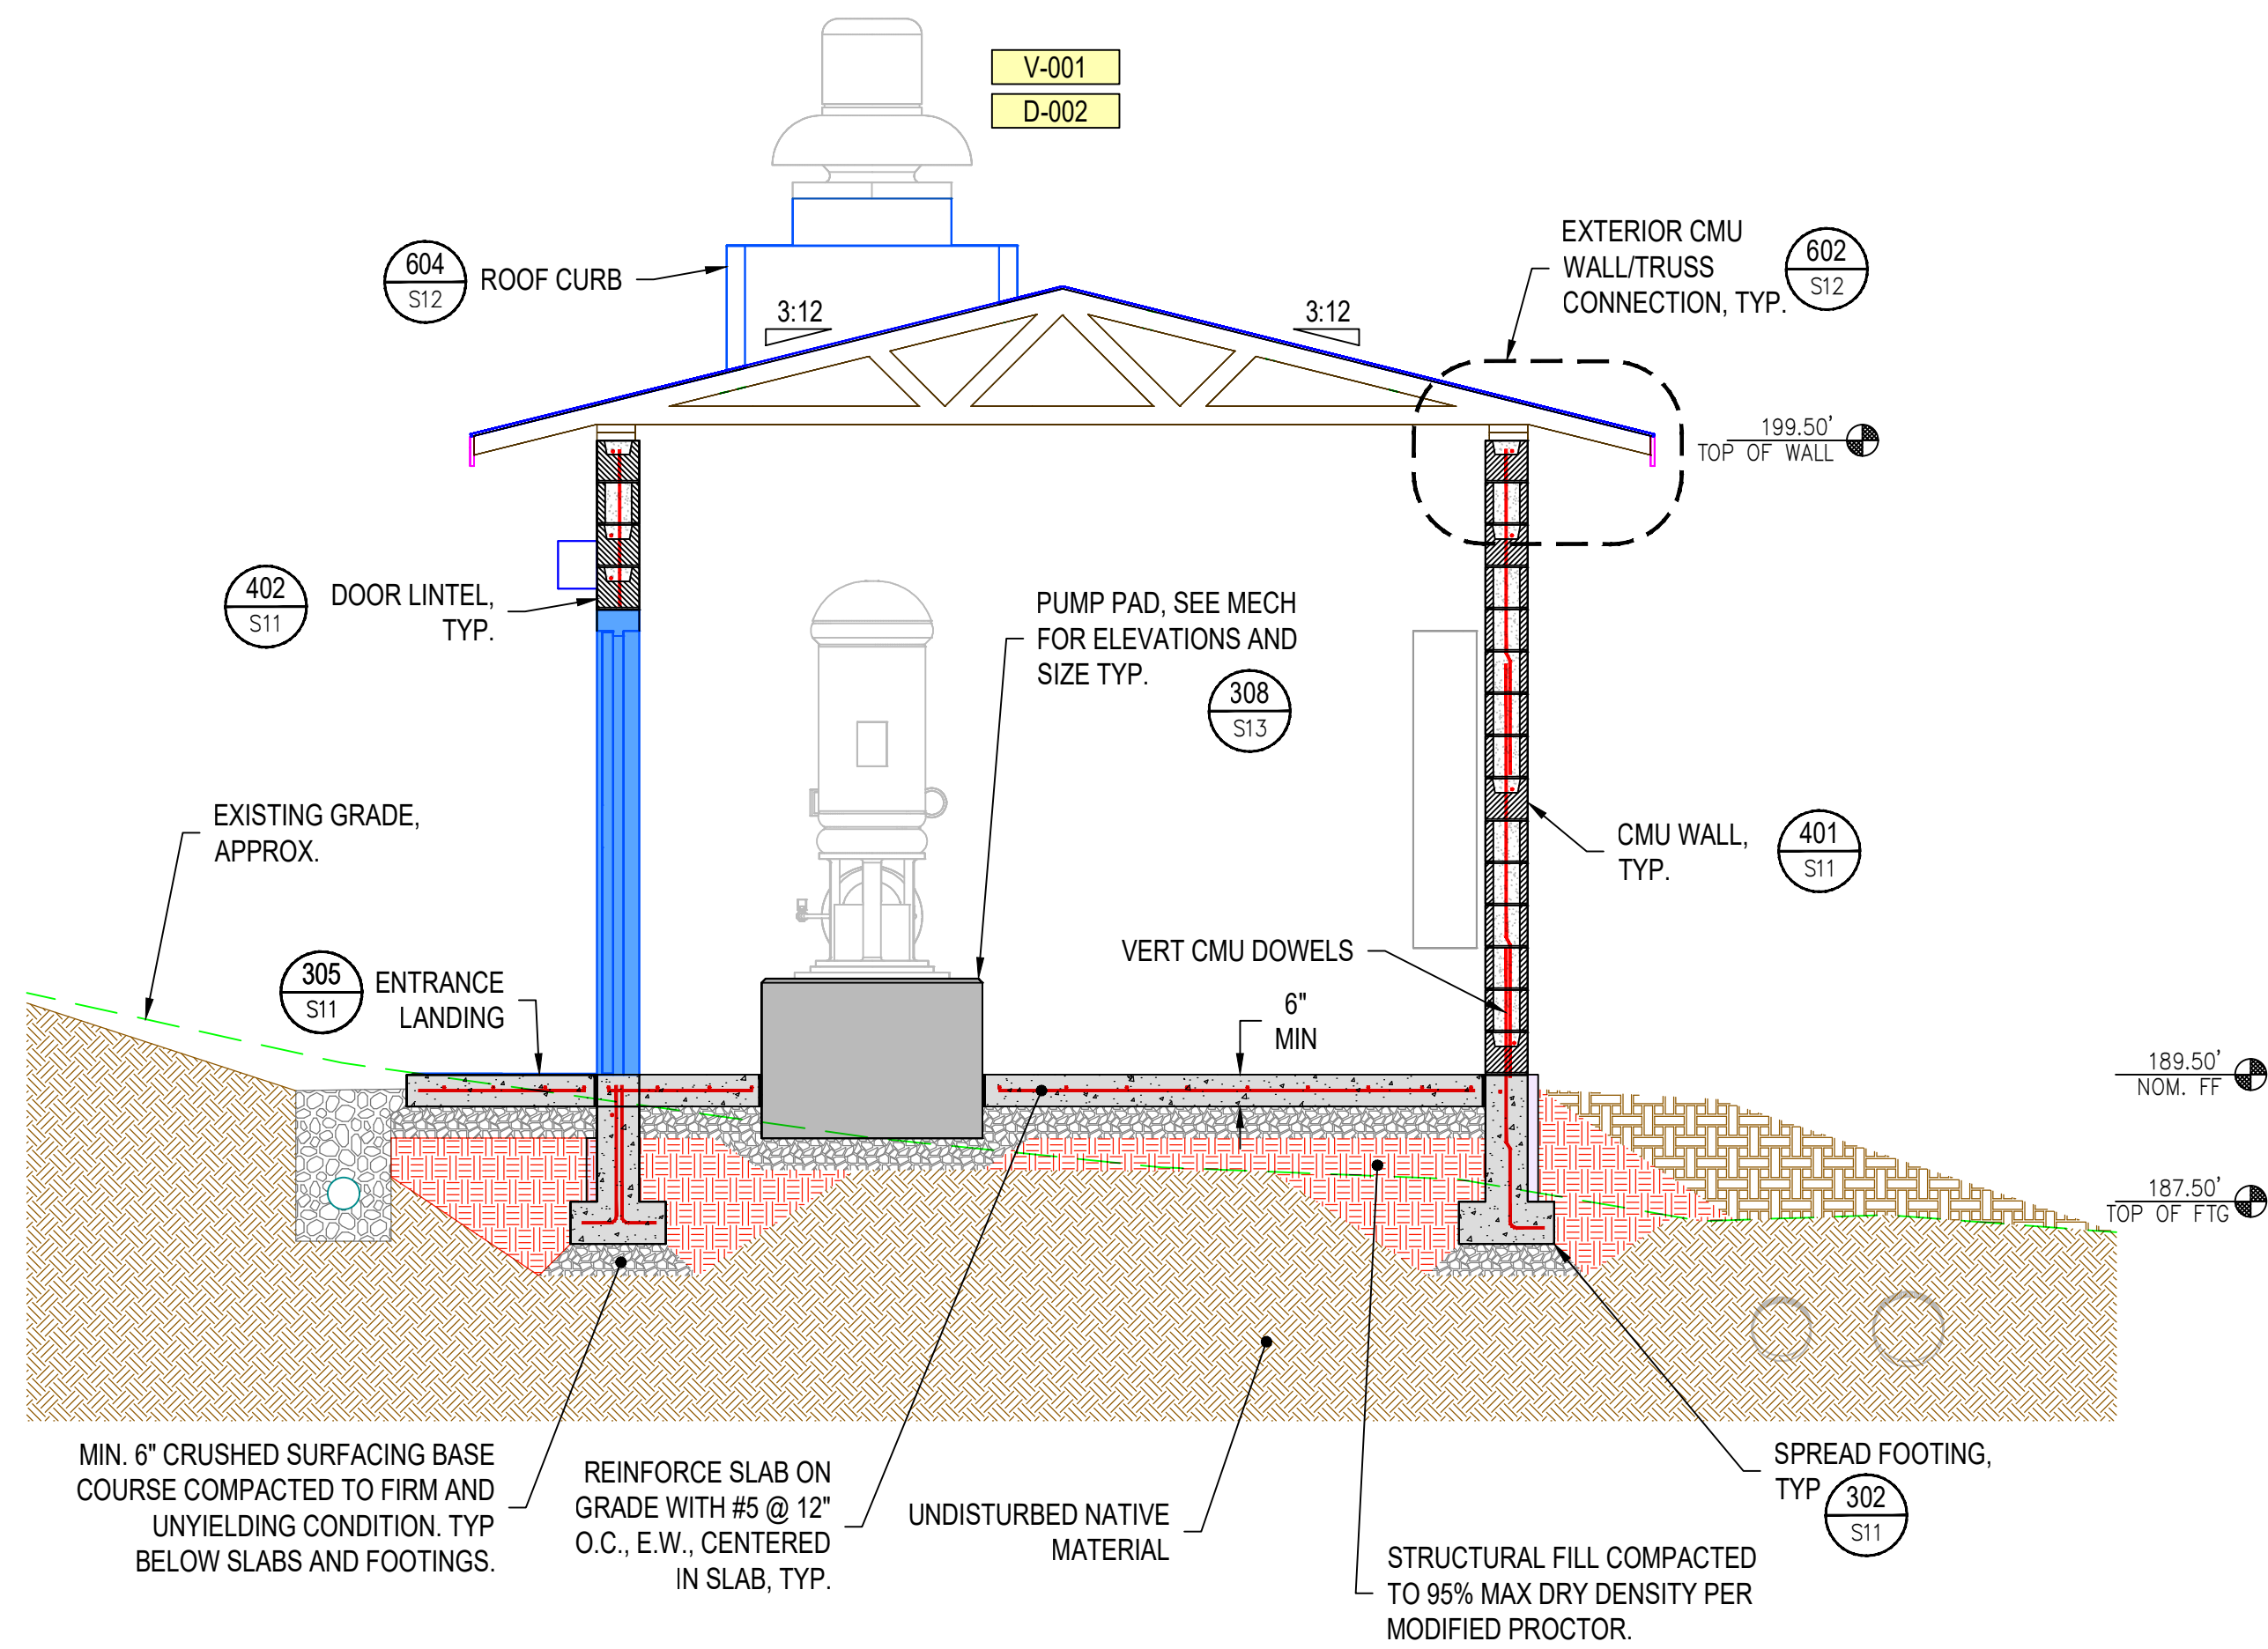 V-001
D-002
604
S12
ROOF CURB
3:12
3:12
EXTERIOR CMU
WALL/TRUSS
CONNECTION, TYP.
602
S12
199.50'
TOP OF WALL
402
S11
DOOR LINTEL,
TYP.
PUMP PAD, SEE MECH
FOR ELEVATIONS AND
SIZE TYP.
308
S13
EXISTING GRADE,
APPROX.
CMU WALL,
TYP.
401
S11
305
S11
ENTRANCE
LANDING
VERT CMU DOWELS
6"
MIN
189.50'
NOM. FF
187.50'
TOP OF FTG
MIN. 6" CRUSHED SURFACING BASE
COURSE COMPACTED TO FIRM AND
UNYIELDING CONDITION. TYP
BELOW SLABS AND FOOTINGS.
REINFORCE SLAB ON
GRADE WITH #5 @ 12"
O.C., E.W., CENTERED
IN SLAB, TYP.
UNDISTURBED NATIVE
MATERIAL
STRUCTURAL FILL COMPACTED
TO 95% MAX DRY DENSITY PER
MODIFIED PROCTOR.
SPREAD FOOTING,
TYP
302
S11